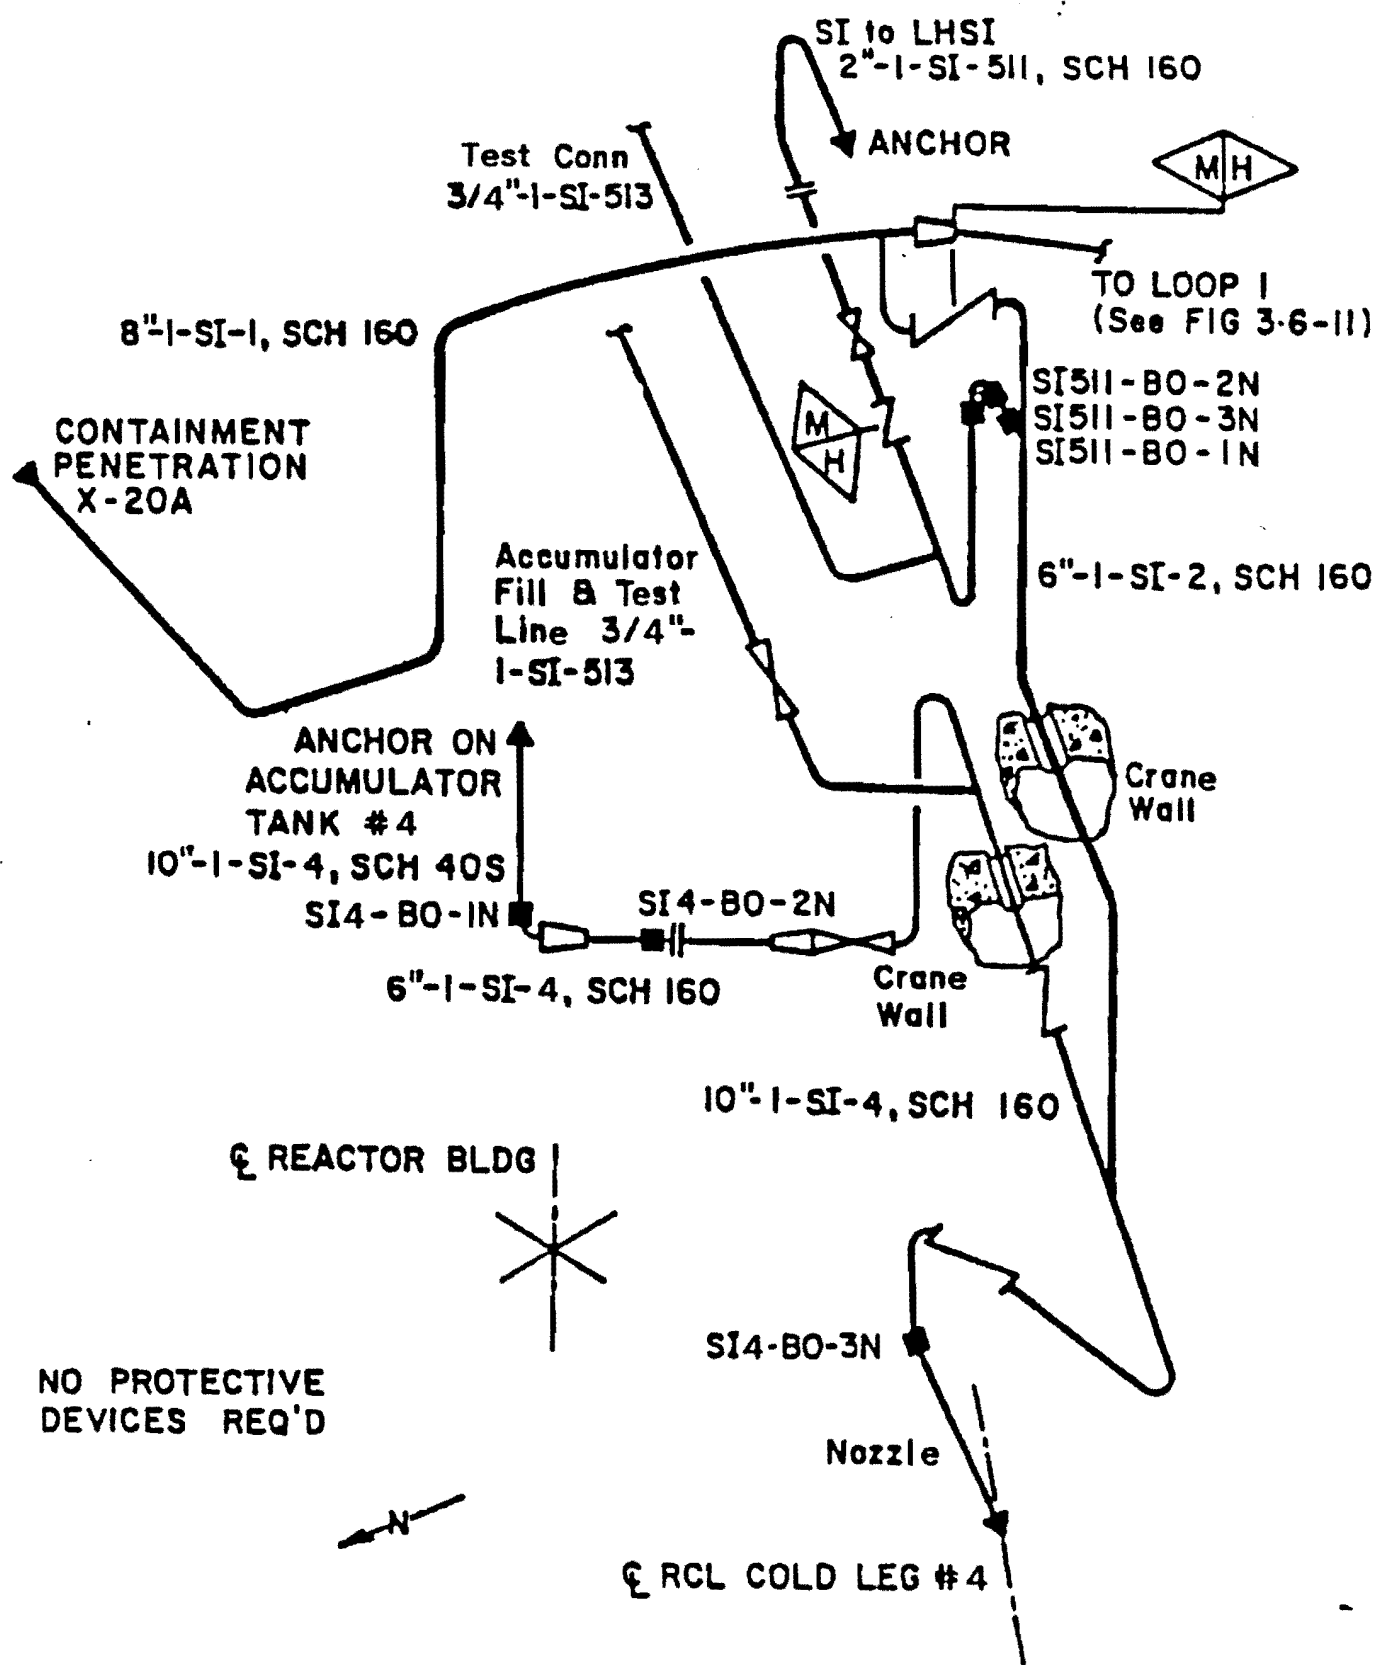 SI to LHSI
2"-1-SI-511, SCH 160
ANCHOR
Test Conn
3/4"-1-SI-513
M H
TO LOOP 1
(See FIG 3.6-11)
8"-1-SI-1, SCH 160
SI511-BO-2N
SI511-BO-3N
SI511-BO-1N
M
H
CONTAINMENT
PENETRATION
X-20A
Accumulator
Fill & Test
Line 3/4"-
1-SI-513
6"-1-SI-2, SCH 160
ANCHOR ON
ACCUMULATOR
TANK #4
10"-1-SI-4, SCH 40S
Crane
Wall
SI4-BO-1N
SI4-BO-2N
6"-1-SI-4, SCH 160
Crane
Wall
10"-1-SI-4, SCH 160
℄ REACTOR BLDG
SI4-BO-3N
NO PROTECTIVE
DEVICES REQ'D
Nozzle
N
℄ RCL COLD LEG #4